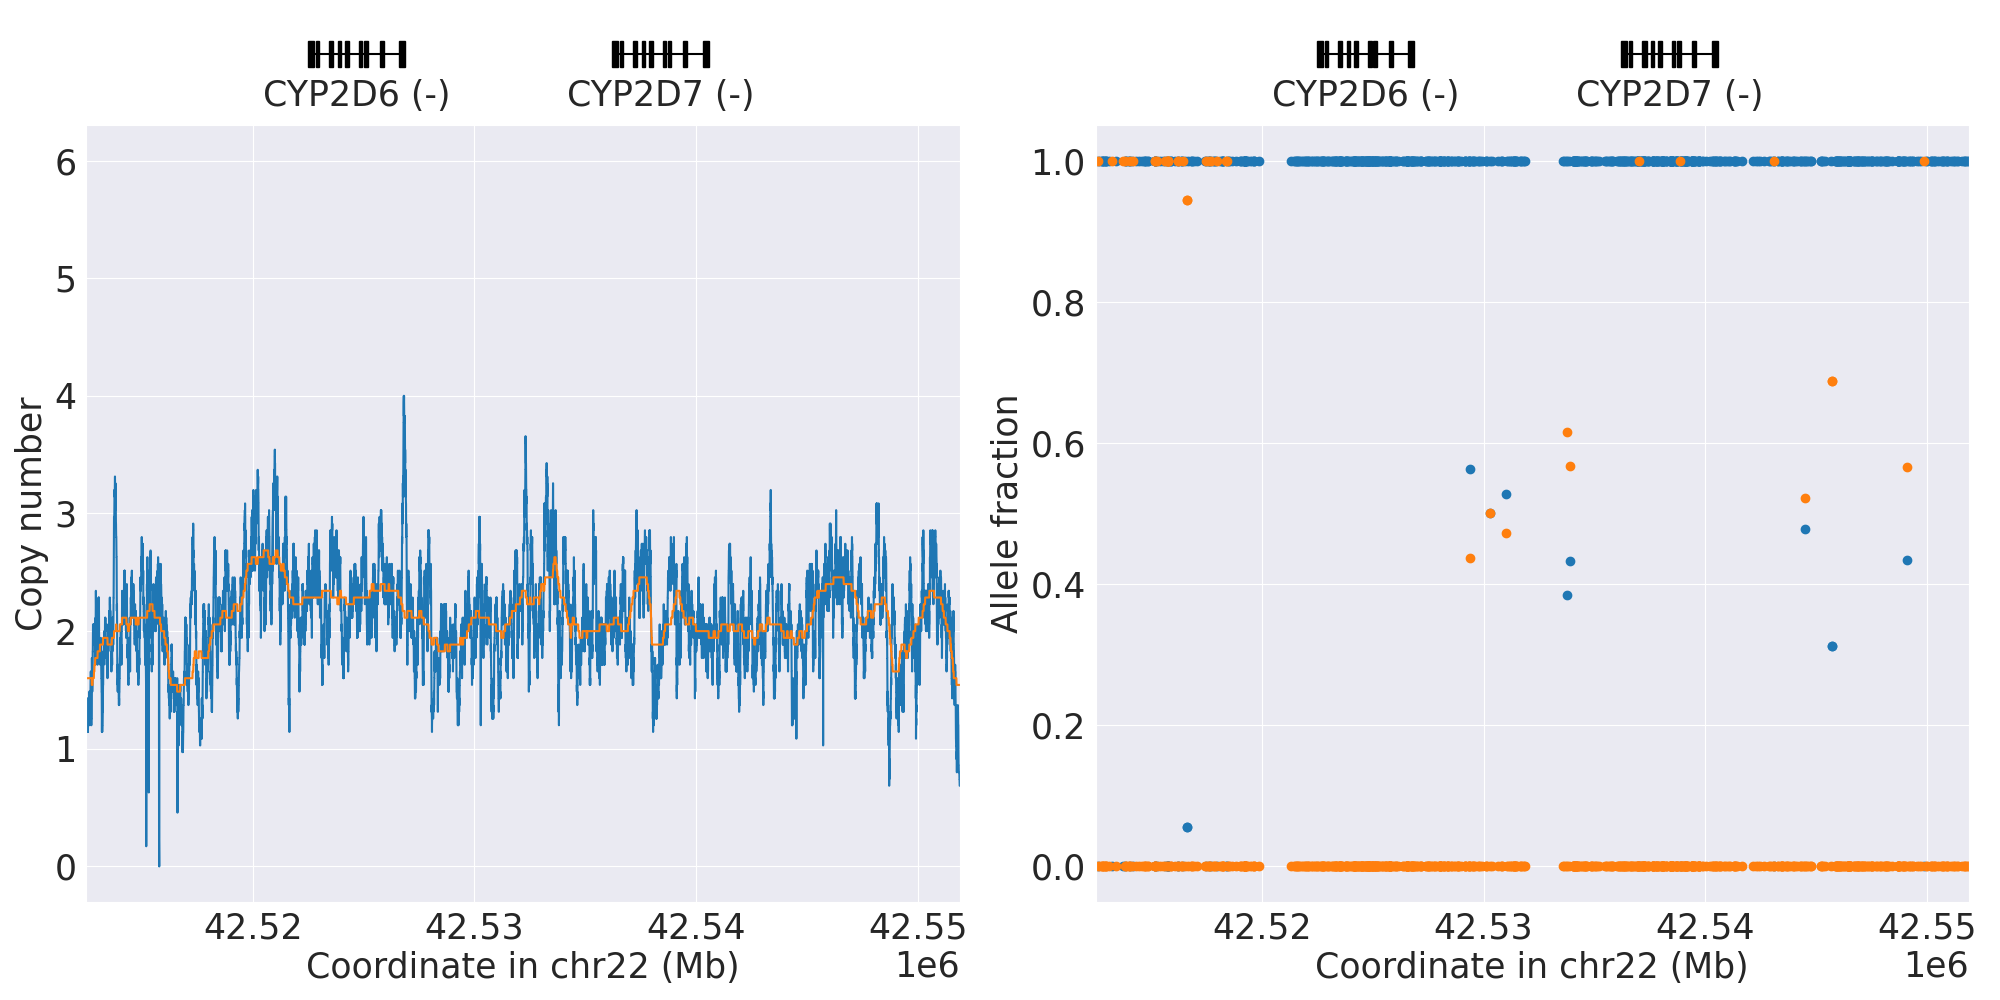 CYP2D6 (-)
CYP2D7 (-)
6
5
4
3
2
1
0
Copy number
42.52
42.53
42.54
42.55
Coordinate in chr22 (Mb)
1e6
CYP2D6 (-)
CYP2D7 (-)
1.0
0.8
0.6
0.4
0.2
0.0
Allele fraction
42.52
42.53
42.54
42.55
Coordinate in chr22 (Mb)
1e6